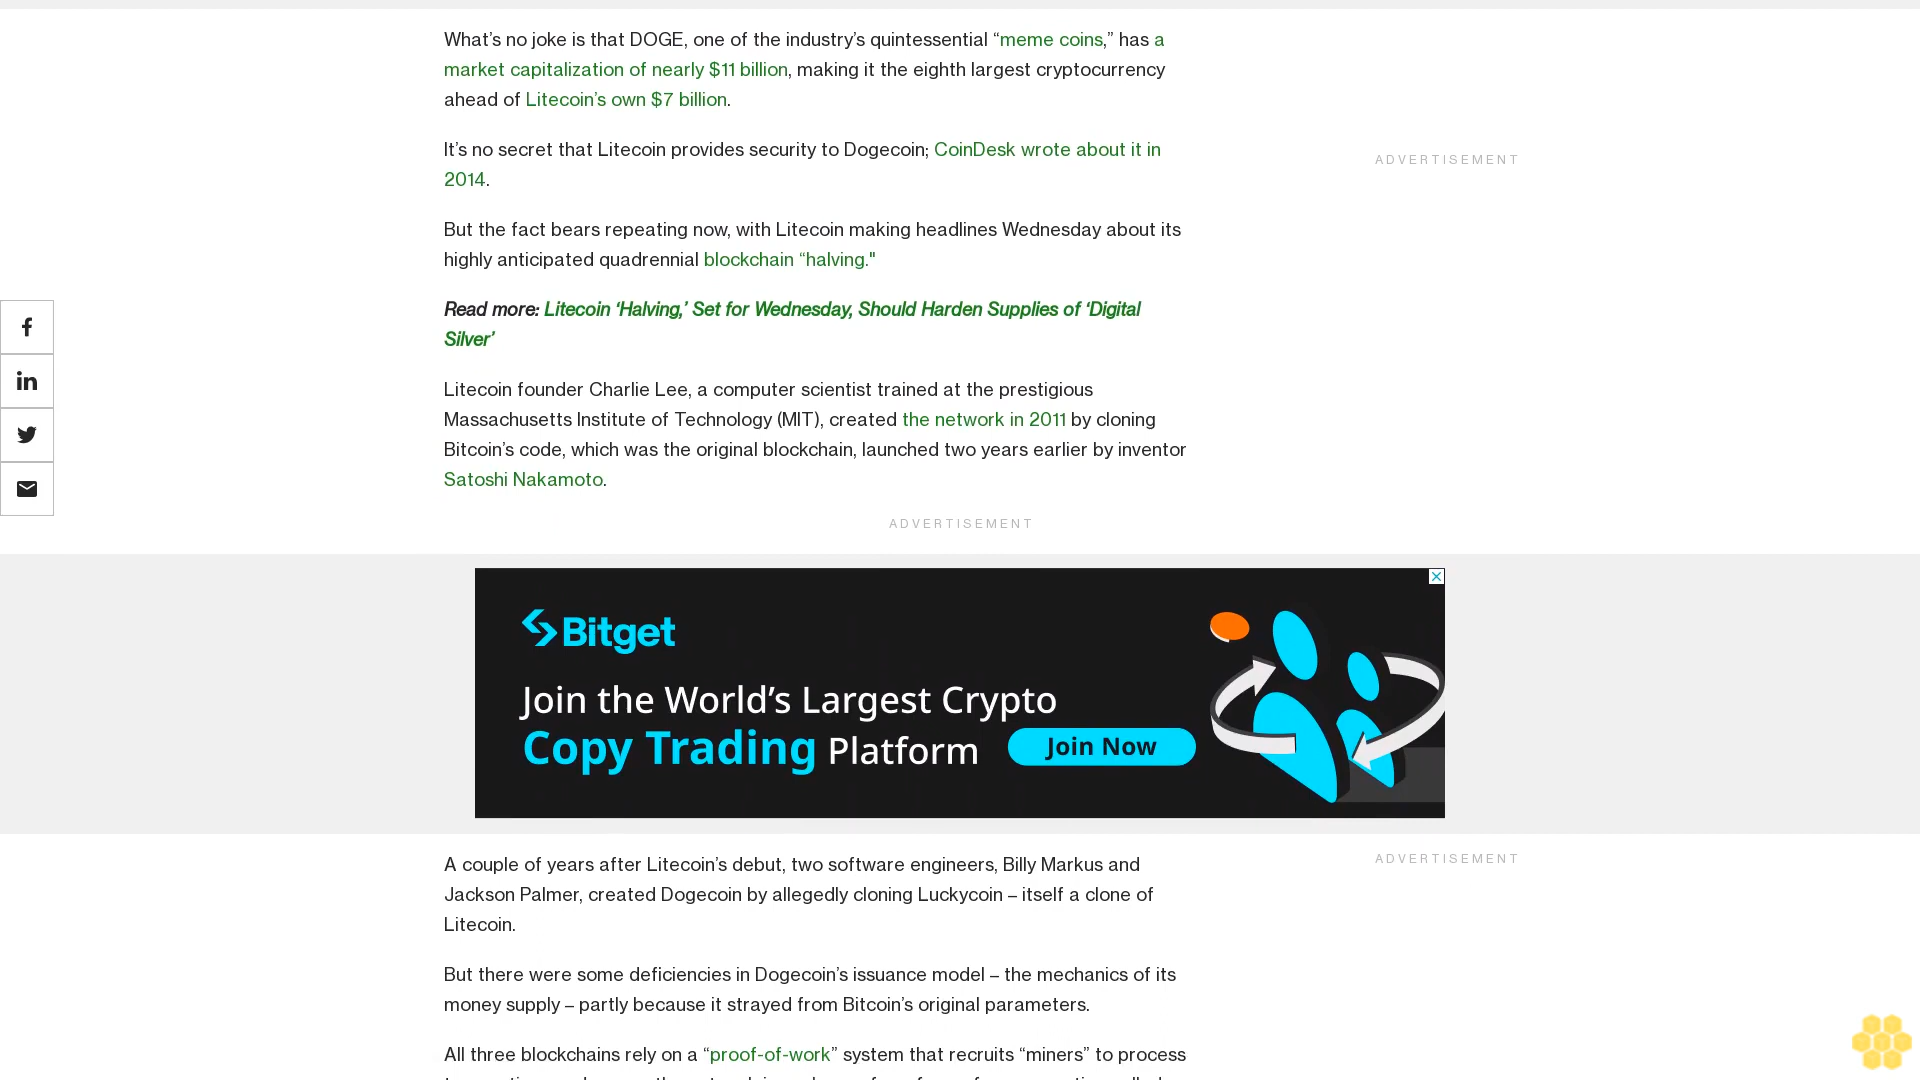 What’s no joke is that DOGE, one of the industry’s quintessential “meme coins,” has a
market capitalization of nearly $11 billion, making it the eighth largest cryptocurrency
ahead of Litecoin’s own $7 billion.
It’s no secret that Litecoin provides security to Dogecoin; CoinDesk wrote about it in
2014.
ADVERTISEMENT
But the fact bears repeating now, with Litecoin making headlines Wednesday about its
highly anticipated quadrennial blockchain “halving."
Read more: Litecoin ‘Halving,’ Set for Wednesday, Should Harden Supplies of ‘Digital
Silver’
Litecoin founder Charlie Lee, a computer scientist trained at the prestigious
Massachusetts Institute of Technology (MIT), created the network in 2011 by cloning
Bitcoin’s code, which was the original blockchain, launched two years earlier by inventor
Satoshi Nakamoto.
ADVERTISEMENT
Bitget
Join the World’s Largest Crypto
Copy Trading Platform
Join Now
A couple of years after Litecoin’s debut, two software engineers, Billy Markus and
Jackson Palmer, created Dogecoin by allegedly cloning Luckycoin – itself a clone of
Litecoin.
ADVERTISEMENT
But there were some deficiencies in Dogecoin’s issuance model – the mechanics of its
money supply – partly because it strayed from Bitcoin’s original parameters.
All three blockchains rely on a “proof-of-work” system that recruits “miners” to process